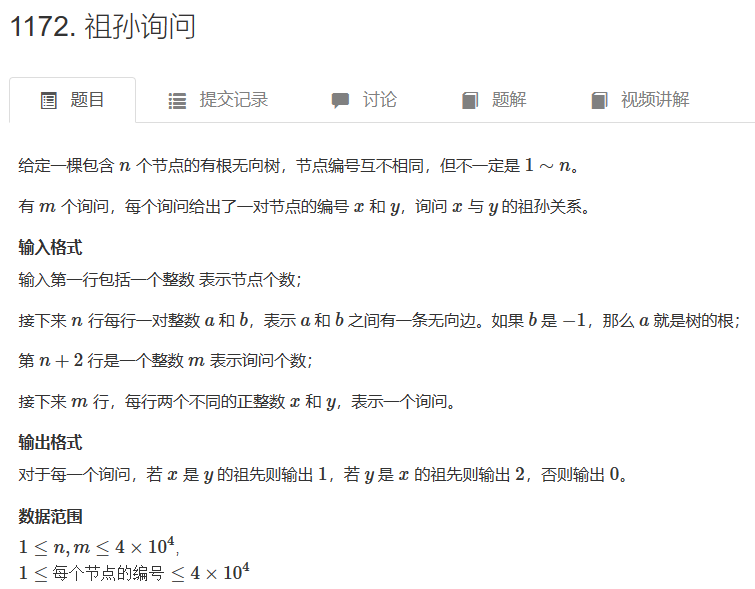 1172. 祖孙询问
题目 提交记录 讨论 题解 视频讲解
给定一棵包含 n 个节点的有根无向树，节点编号互不相同，但不一定是 1 ∼ n。
有 m 个询问，每个询问给出了一对节点的编号 x 和 y，询问 x 与 y 的祖孙关系。
输入格式
输入第一行包括一个整数 表示节点个数；
接下来 n 行每行一对整数 a 和 b，表示 a 和 b 之间有一条无向边。如果 b 是 −1，那么 a 就是树的根；
第 n + 2 行是一个整数 m 表示询问个数；
接下来 m 行，每行两个不同的正整数 x 和 y，表示一个询问。
输出格式
对于每一个询问，若 x 是 y 的祖先则输出 1，若 y 是 x 的祖先则输出 2，否则输出 0。
数据范围
1 ≤ n, m ≤ 4 × 10⁴,
1 ≤ 每个节点的编号 ≤ 4 × 10⁴